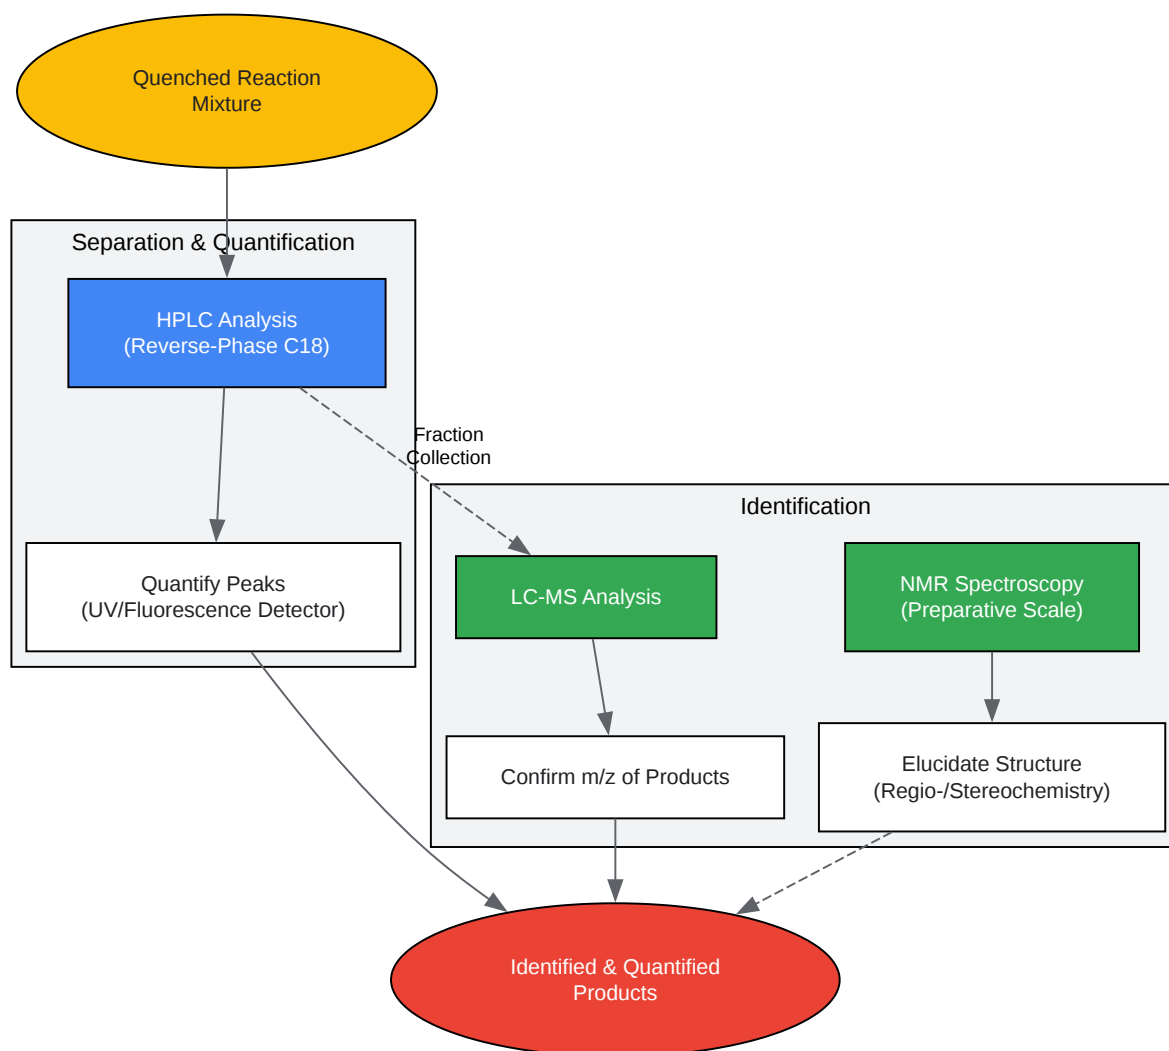 Quenched Reaction
Mixture
Separation & Quantification
HPLC Analysis
(Reverse-Phase C18)
Fraction
Collection
Identification
Quantify Peaks
(UV/Fluorescence Detector)
LC-MS Analysis
NMR Spectroscopy
(Preparative Scale)
Confirm m/z of Products
Elucidate Structure
(Regio-/Stereochemistry)
Identified & Quantified
Products